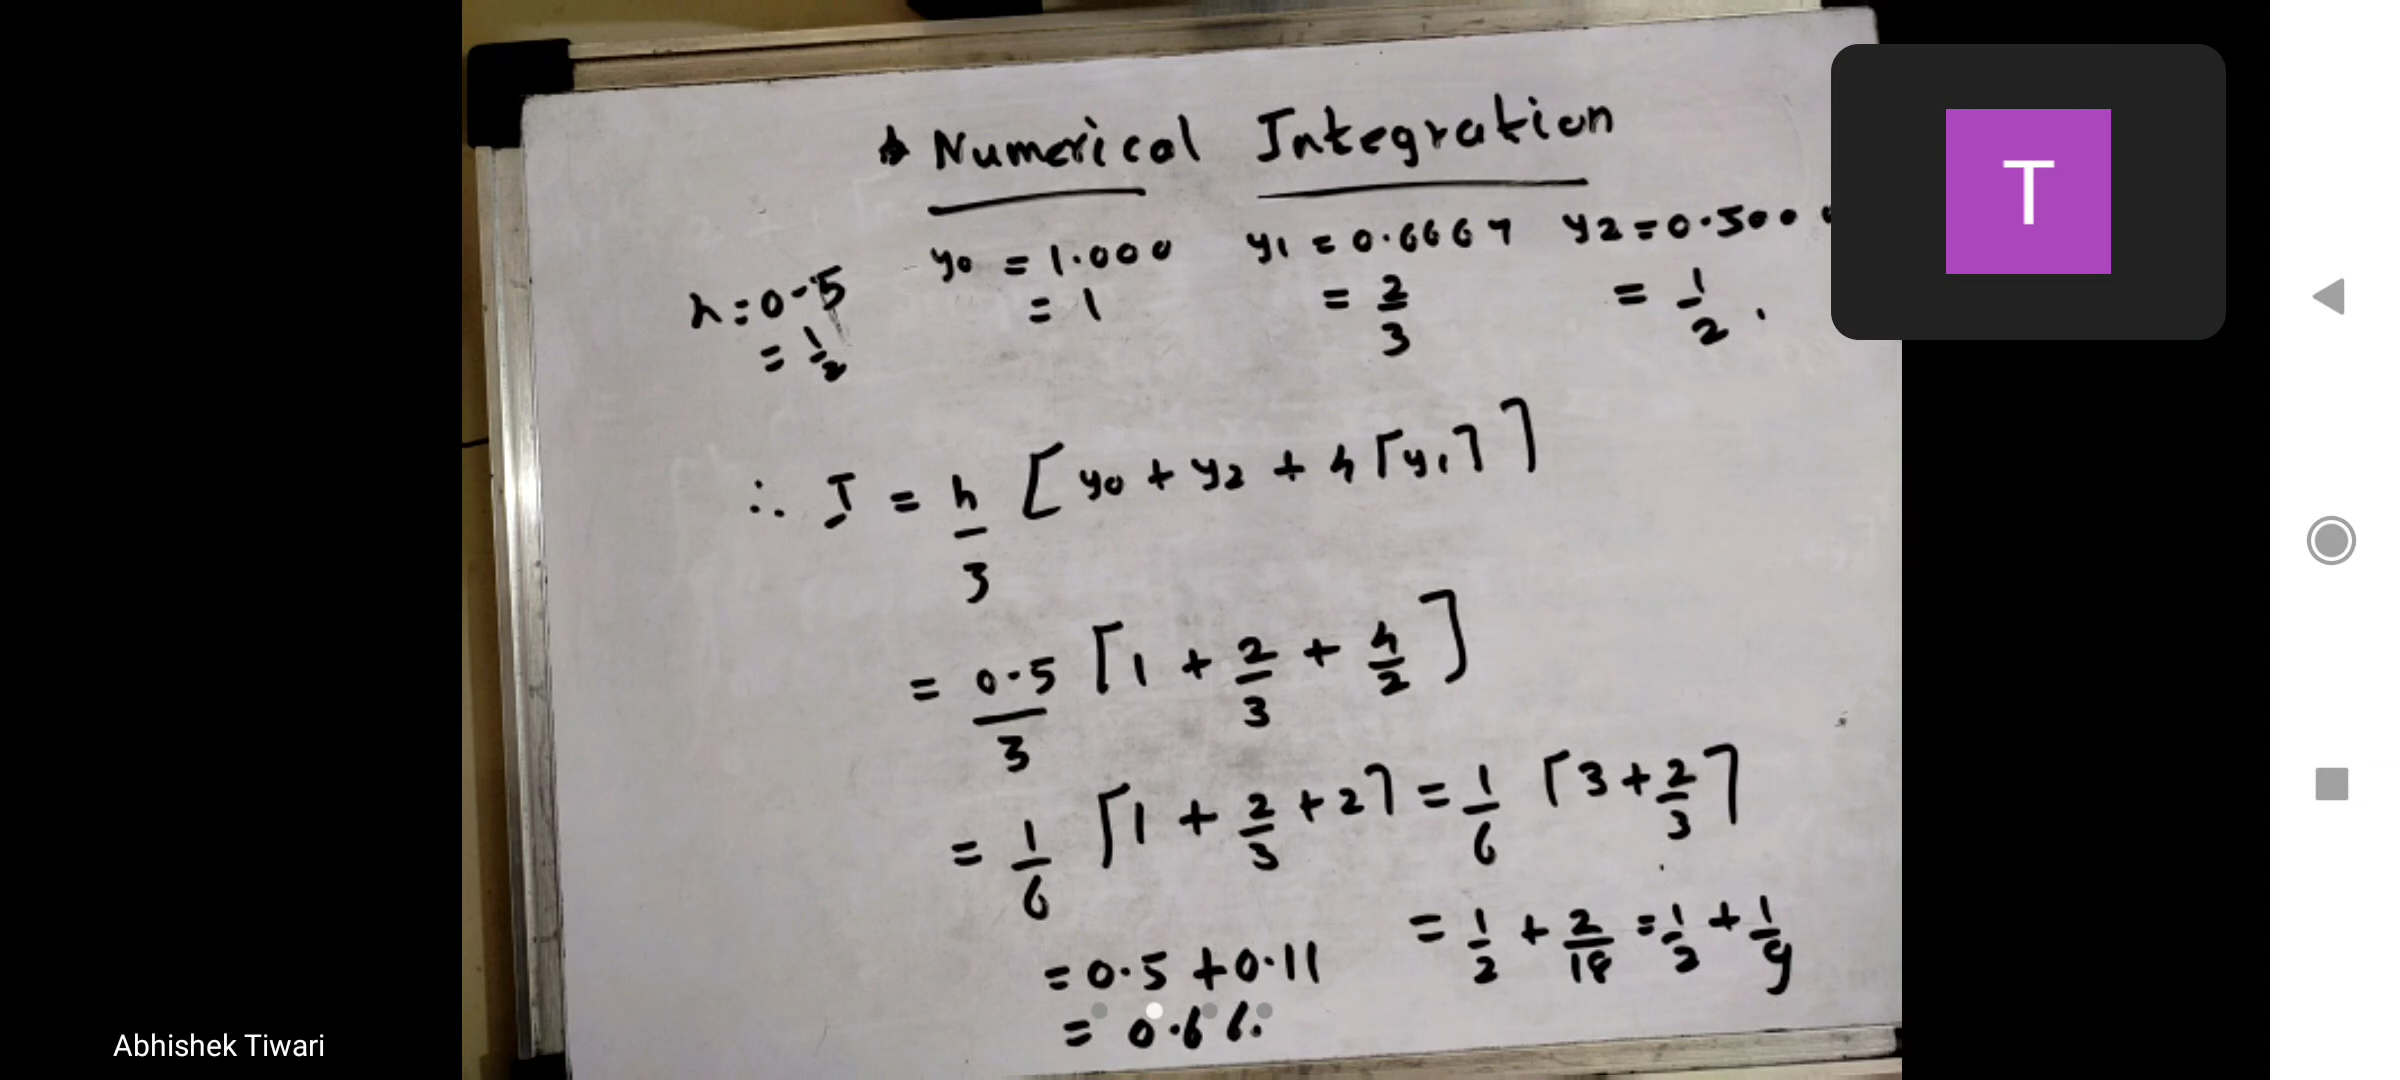 Numerical Integration
h = 0.5 y0 = 1.000 y1 = 0.6667 y2 = 0.500
= 1/2 = 1 = 2/3 = 1/2 .
∴ I = h/3 [ y0 + y2 + 4 [y1] ]
= 0.5/3 [ 1 + 2/3 + 4/2 ]
= 1/6 [ 1 + 2/3 + 2 ] = 1/6 [ 3 + 2/3 ]
= 1/2 + 2/18 = 1/2 + 1/9
= 0.5 + 0.11
= 0.6
T
Abhishek Tiwari